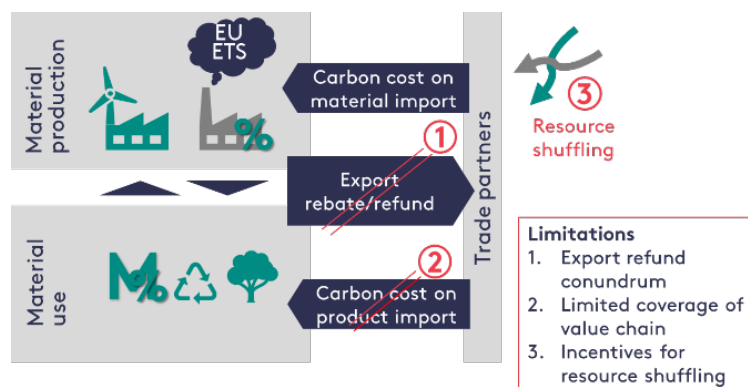 Material
production
EU
ETS
%
Carbon cost on
material import
1
Export
rebate/refund
Trade partners
3
Resource
shuffling
Material
use
M%
2
Carbon cost on
product import
Limitations
1. Export refund
conundrum
2. Limited coverage of
value chain
3. Incentives for
resource shuffling